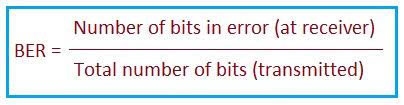 Number of bits in error (at receiver)
BER =
Total number of bits (transmitted)